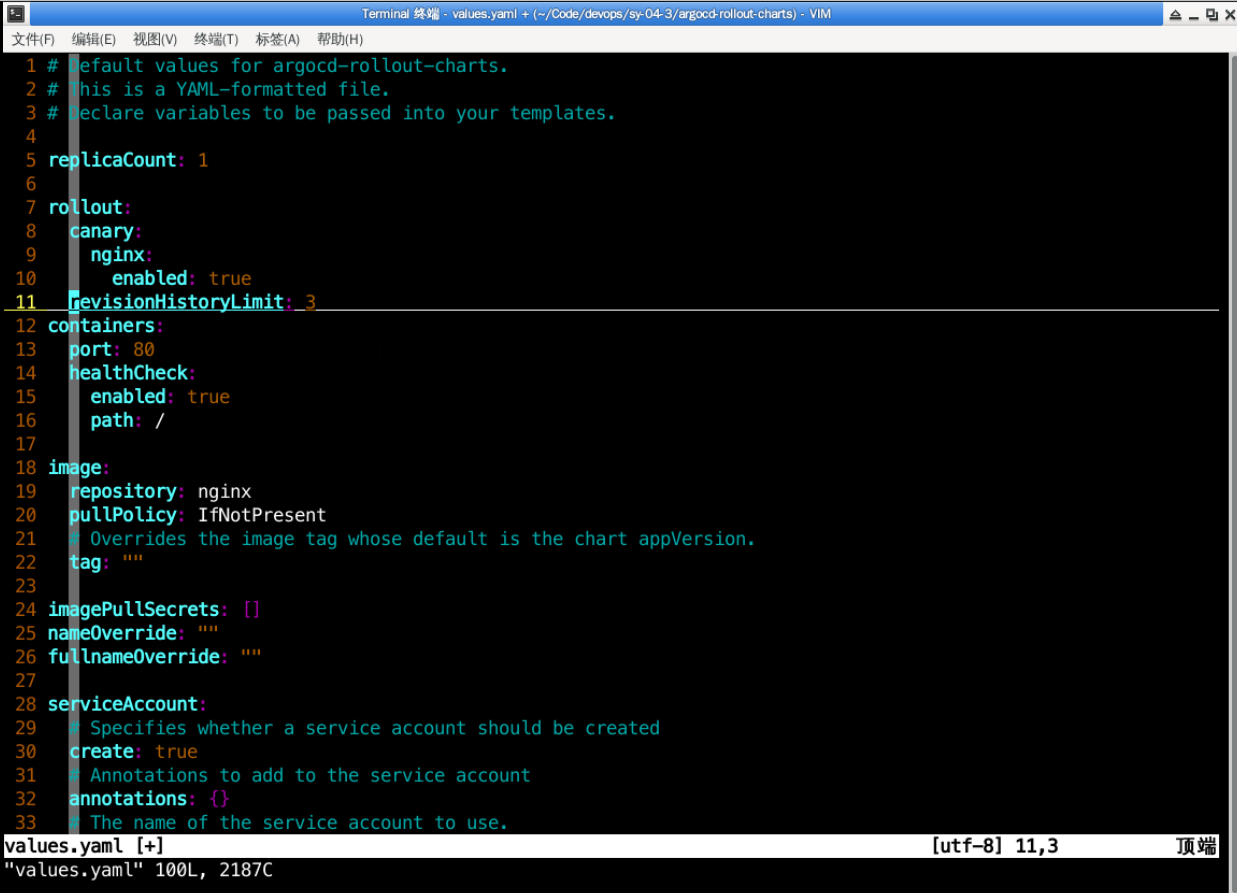 Terminal 终端 - values.yaml + (~/Code/devops/sy-04-3/argocd-rollout-charts) - VIM
文件(F) 编辑(E) 视图(V) 终端(T) 标签(A) 帮助(H)
1 # Default values for argocd-rollout-charts.
2 # This is a YAML-formatted file.
3 # Declare variables to be passed into your templates.
4
5 replicaCount: 1
6
7 rollout:
8   canary:
9     nginx:
10       enabled: true
11   revisionHistoryLimit: 3
12 containers:
13   port: 80
14   healthCheck:
15     enabled: true
16     path: /
17
18 image:
19   repository: nginx
20   pullPolicy: IfNotPresent
21   # Overrides the image tag whose default is the chart appVersion.
22   tag: ""
23
24 imagePullSecrets: []
25 nameOverride: ""
26 fullnameOverride: ""
27
28 serviceAccount:
29   # Specifies whether a service account should be created
30   create: true
31   # Annotations to add to the service account
32   annotations: {}
33   # The name of the service account to use.
values.yaml [+] [utf-8] 11,3 顶端
"values.yaml" 100L, 2187C